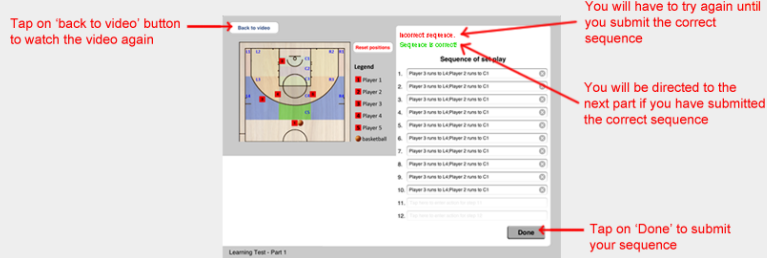 Tap on ‘back to video’ button
to watch the video again
Back to video
Reset positions
Legend
Player 1
Player 2
Player 3
Player 4
Player 5
basketball
Incorrect sequence.
Sequence is correct!
Sequence of set play
1. Player 3 runs to L4;Player 2 runs to C1
2. Player 3 runs to L4;Player 2 runs to C1
3. Player 3 runs to L4;Player 2 runs to C1
4. Player 3 runs to L4;Player 2 runs to C1
5. Player 3 runs to L4;Player 2 runs to C1
6. Player 3 runs to L4;Player 2 runs to C1
7. Player 3 runs to L4;Player 2 runs to C1
8. Player 3 runs to L4;Player 2 runs to C1
9. Player 3 runs to L4;Player 2 runs to C1
10. Player 3 runs to L4;Player 2 runs to C1
11.
12.
Done
Learning Test - Part 1
You will have to try again until
you submit the correct
sequence
You will be directed to the
next part if you have submitted
the correct sequence
Tap on ‘Done’ to submit
your sequence